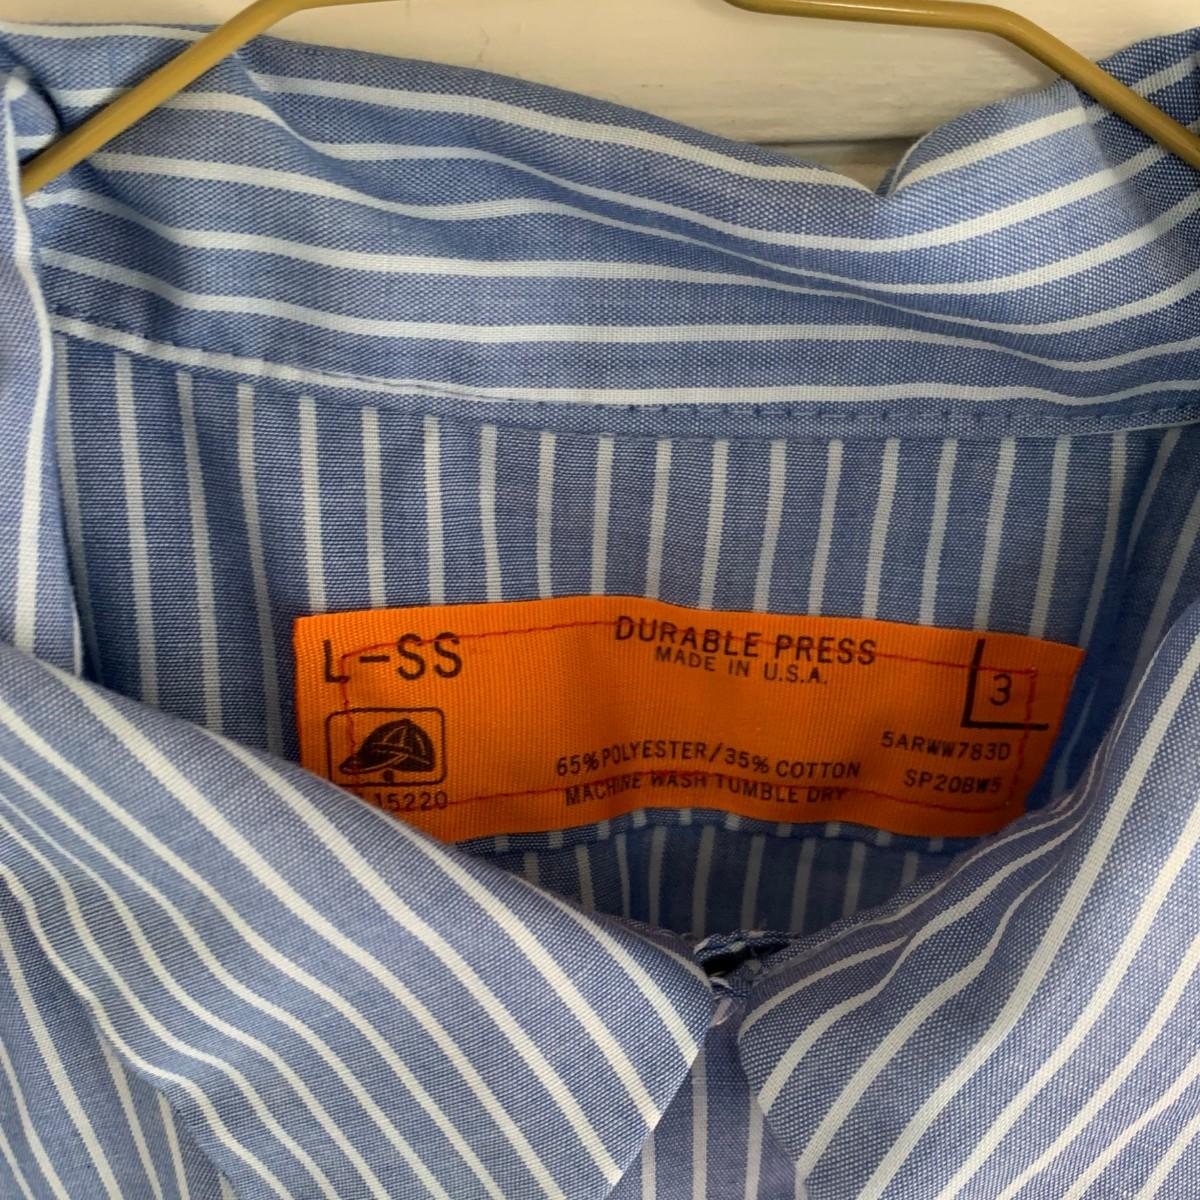 L-SS
DURABLE PRESS
MADE IN U.S.A.
3
5ARWW783D
65% POLYESTER/35% COTTON
SP20BW5
MACHINE WASH TUMBLE DRY
15220